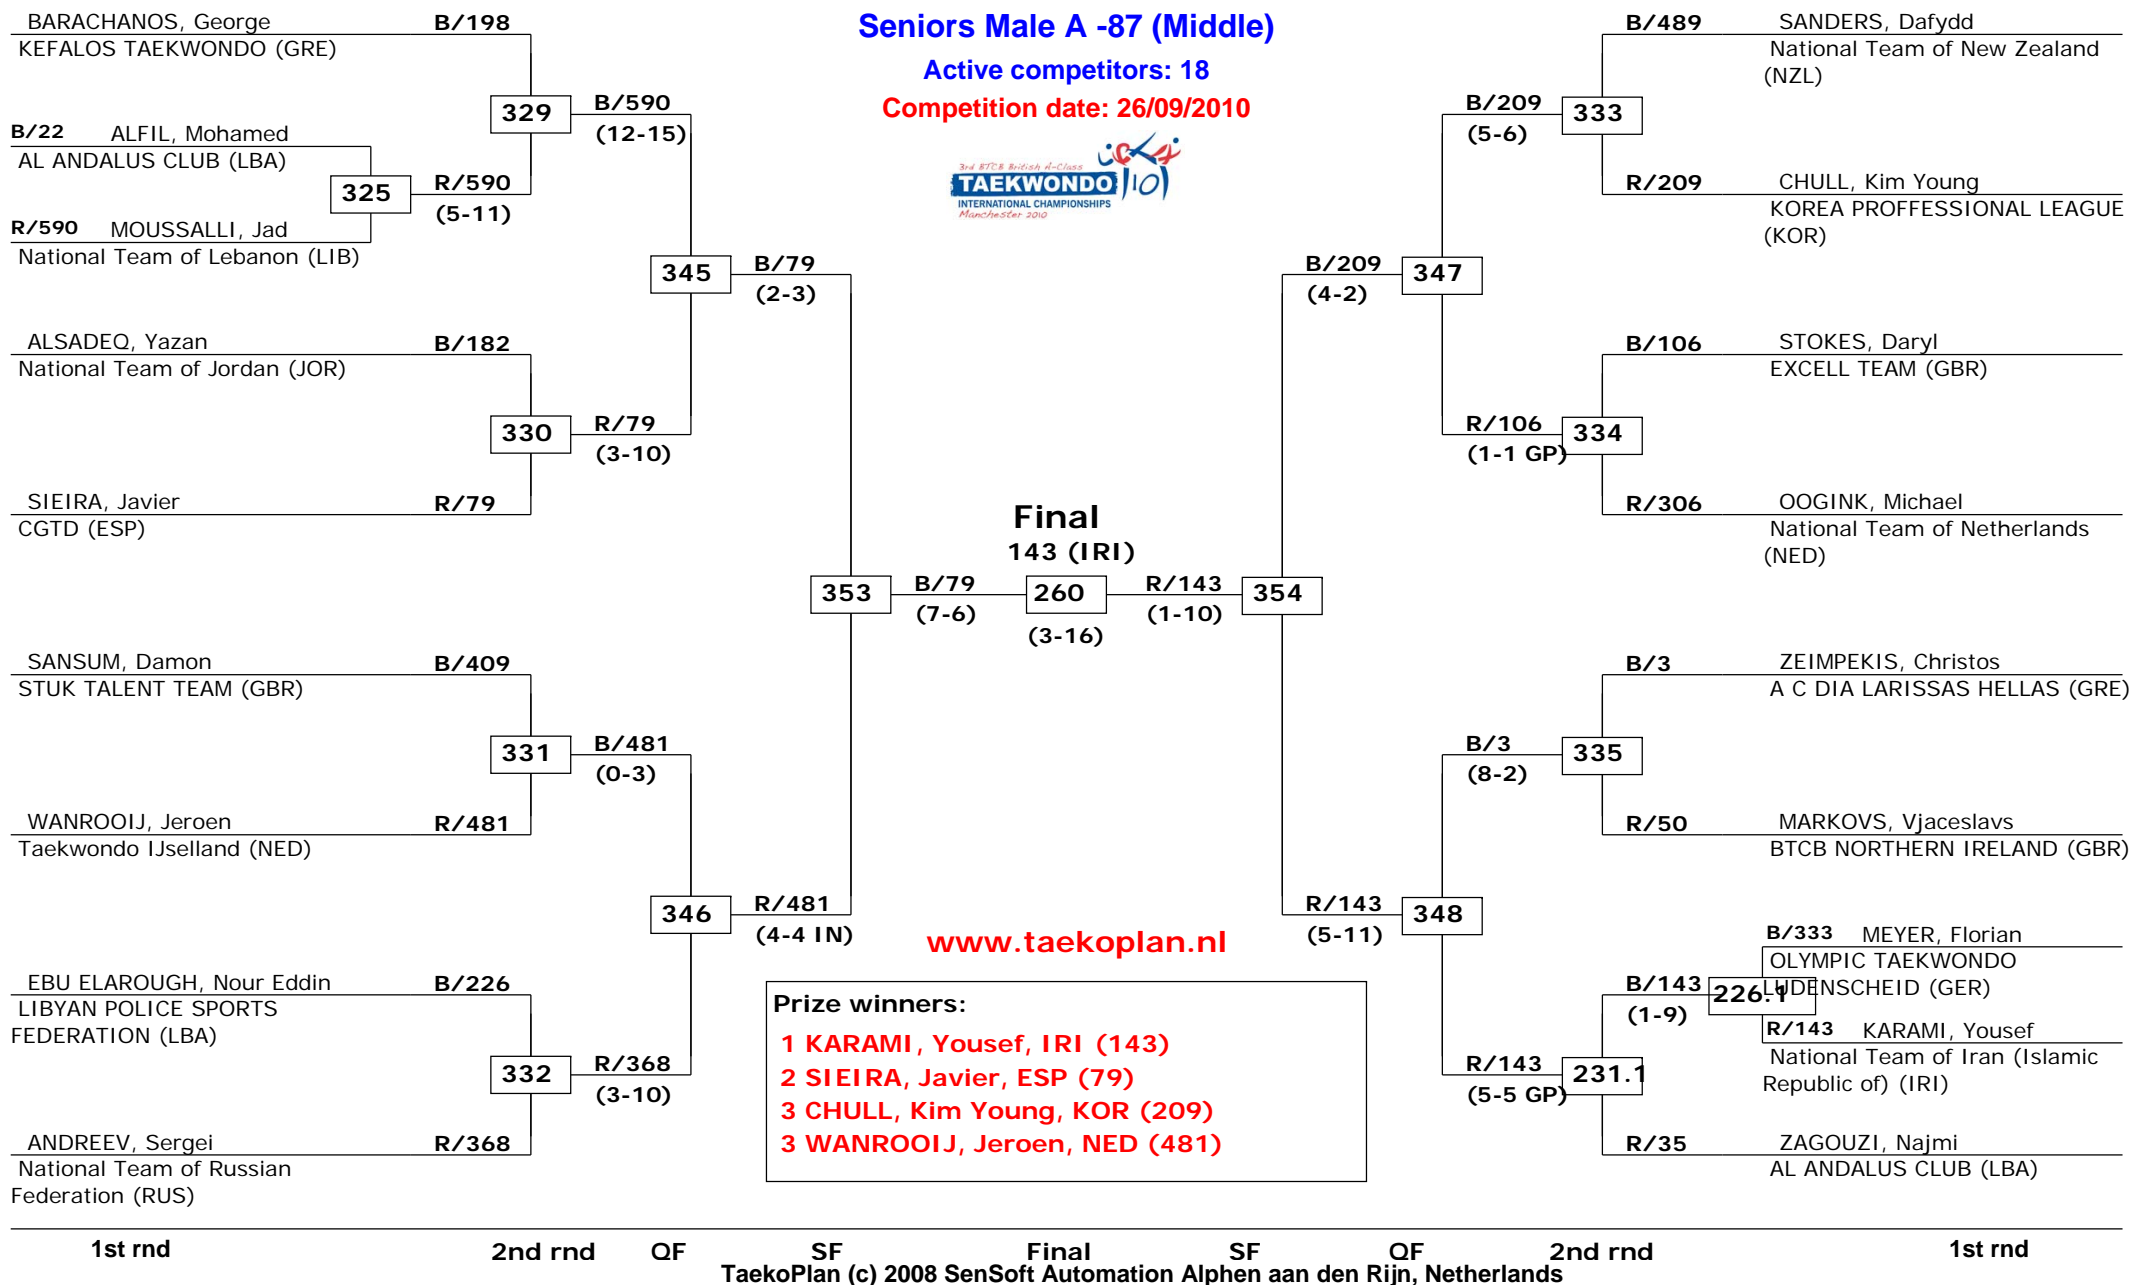 Seniors Male A -87 (Middle)
Active competitors: 18
Competition date: 26/09/2010
3rd BTCB British A-Class
TAEKWONDO 10
INTERNATIONAL CHAMPIONSHIPS
Manchester 2010
BARACHANOS, George B/198
KEFALOS TAEKWONDO (GRE)
B/22 ALFIL, Mohamed
AL ANDALUS CLUB (LBA)
R/590 MOUSSALLI, Jad
National Team of Lebanon (LIB)
325
R/590
(5-11)
329
B/590
(12-15)
ALSADEQ, Yazan B/182
National Team of Jordan (JOR)
330
R/79
(3-10)
SIEIRA, Javier R/79
CGTD (ESP)
345
B/79
(2-3)
SANSUM, Damon B/409
STUK TALENT TEAM (GBR)
331
B/481
(0-3)
WANROOIJ, Jeroen R/481
Taekwondo IJselland (NED)
346
R/481
(4-4 IN)
EBU ELAROUGH, Nour Eddin B/226
LIBYAN POLICE SPORTS
FEDERATION (LBA)
332
R/368
(3-10)
ANDREEV, Sergei R/368
National Team of Russian
Federation (RUS)
353
B/79
(7-6)
Final
143 (IRI)
260
(3-16)
R/143
(1-10)
354
B/489 SANDERS, Dafydd
National Team of New Zealand
(NZL)
B/209
(5-6)
333
R/209 CHULL, Kim Young
KOREA PROFFESSIONAL LEAGUE
(KOR)
B/209
(4-2)
347
B/106 STOKES, Daryl
EXCELL TEAM (GBR)
R/106
(1-1 GP)
334
R/306 OOGINK, Michael
National Team of Netherlands
(NED)
B/3 ZEIMPEKIS, Christos
A C DIA LARISSAS HELLAS (GRE)
B/3
(8-2)
335
R/50 MARKOVS, Vjaceslavs
BTCB NORTHERN IRELAND (GBR)
R/143
(5-11)
348
B/333 MEYER, Florian
OLYMPIC TAEKWONDO
LUDENSCHEID (GER)
B/143
(1-9)
226.1
R/143 KARAMI, Yousef
National Team of Iran (Islamic
Republic of) (IRI)
R/143
(5-5 GP)
231.1
R/35 ZAGOUZI, Najmi
AL ANDALUS CLUB (LBA)
www.taekoplan.nl
Prize winners:
1 KARAMI, Yousef, IRI (143)
2 SIEIRA, Javier, ESP (79)
3 CHULL, Kim Young, KOR (209)
3 WANROOIJ, Jeroen, NED (481)
1st rnd 2nd rnd QF SF Final SF QF 2nd rnd 1st rnd
TaekoPlan (c) 2008 SenSoft Automation Alphen aan den Rijn, Netherlands